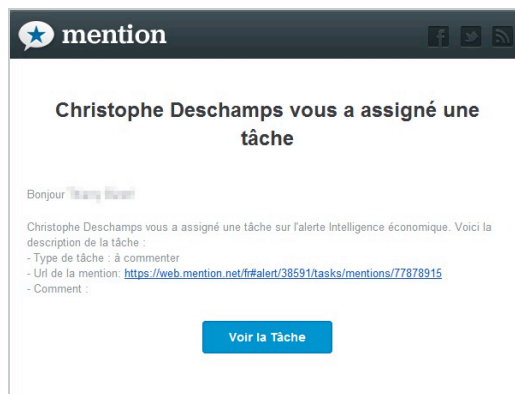 mention
Christophe Deschamps vous a assigné une
tâche
Bonjour
Christophe Deschamps vous a assigné une tâche sur l'alerte Intelligence économique. Voici la
description de la tâche :
- Type de tâche : à commenter
- Url de la mention: https://web.mention.net/fr#alert/38591/tasks/mentions/77878915
- Comment :
Voir la Tâche